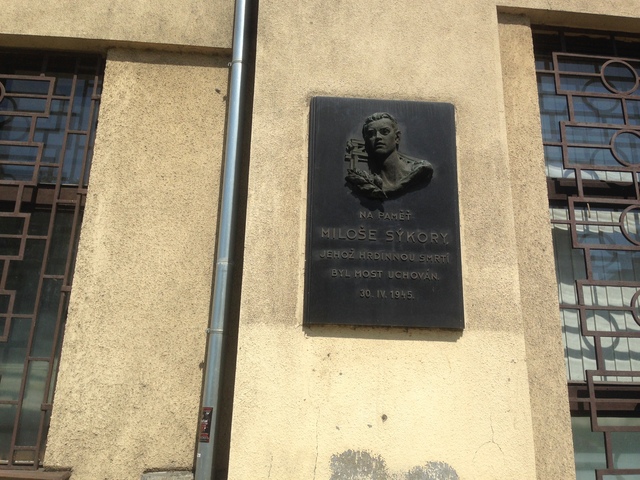 NA PAMĚŤ
MILOŠE SÝKORY,
JEHOŽ HRDINNOU SMRTÍ
BYL MOST UCHOVÁN.
30. IV. 1945.